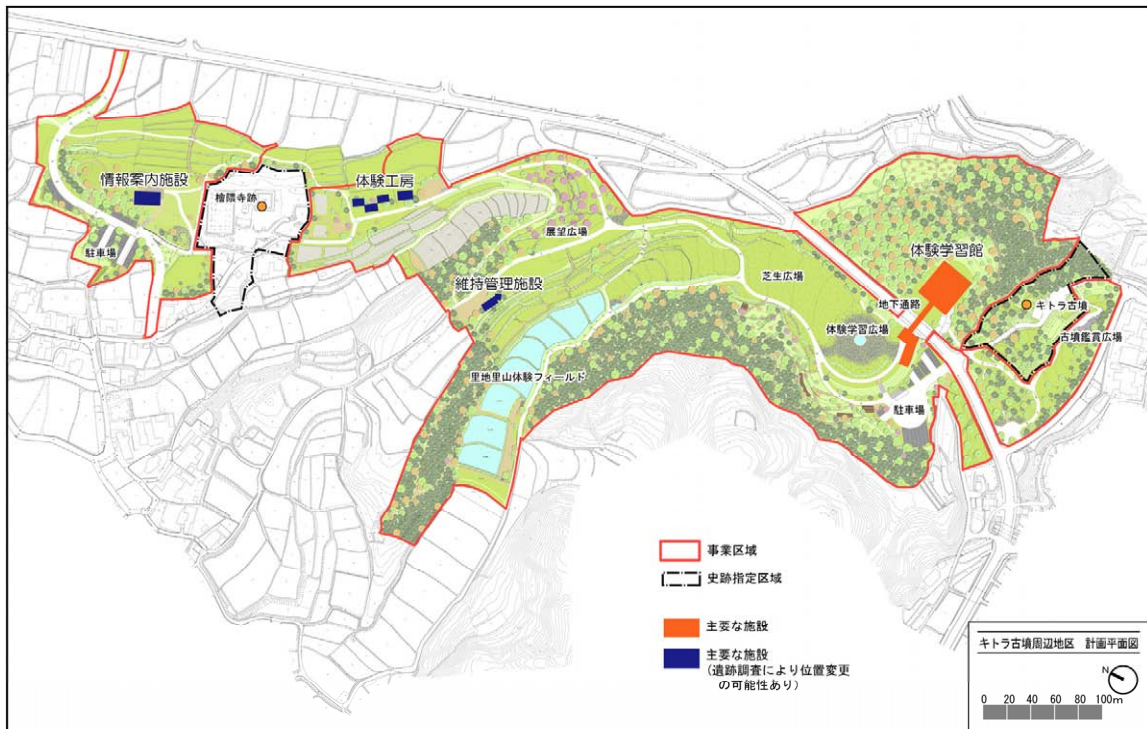 情報案内施設
檜隈寺跡
体験工房
駐車場
展望広場
維持管理施設
芝生広場
体験学習館
地下通路
キトラ古墳
体験学習広場
古墳鑑賞広場
里地里山体験フィールド
駐車場
事業区域
史跡指定区域
主要な施設
主要な施設
(遺跡調査により位置変更
の可能性あり)
キトラ古墳周辺地区 計画平面図
N
0 20 40 60 80 100m